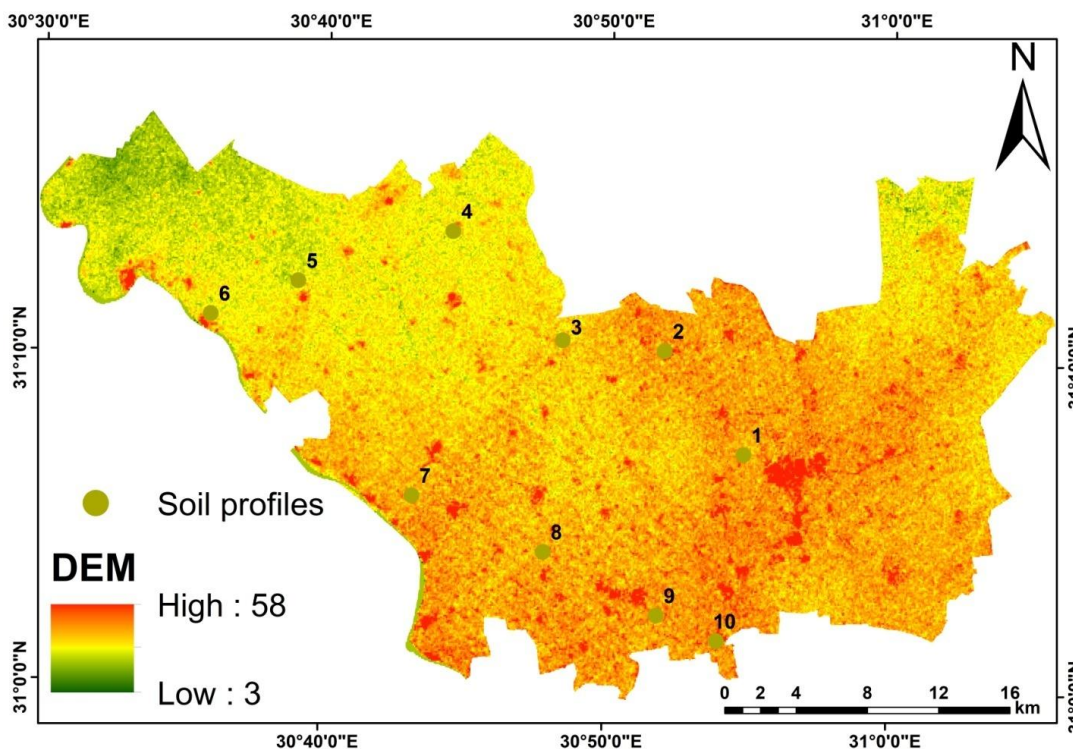 30°30'0"E 30°40'0"E 30°50'0"E 31°0'0"E
N
4
5
6
3
2
31°10'0"N
1
7
Soil profiles
8
DEM
High : 58
9
10
Low : 3
31°0'0"N
0 2 4 8 12 16
km
30°40'0"E 30°50'0"E 31°0'0"E